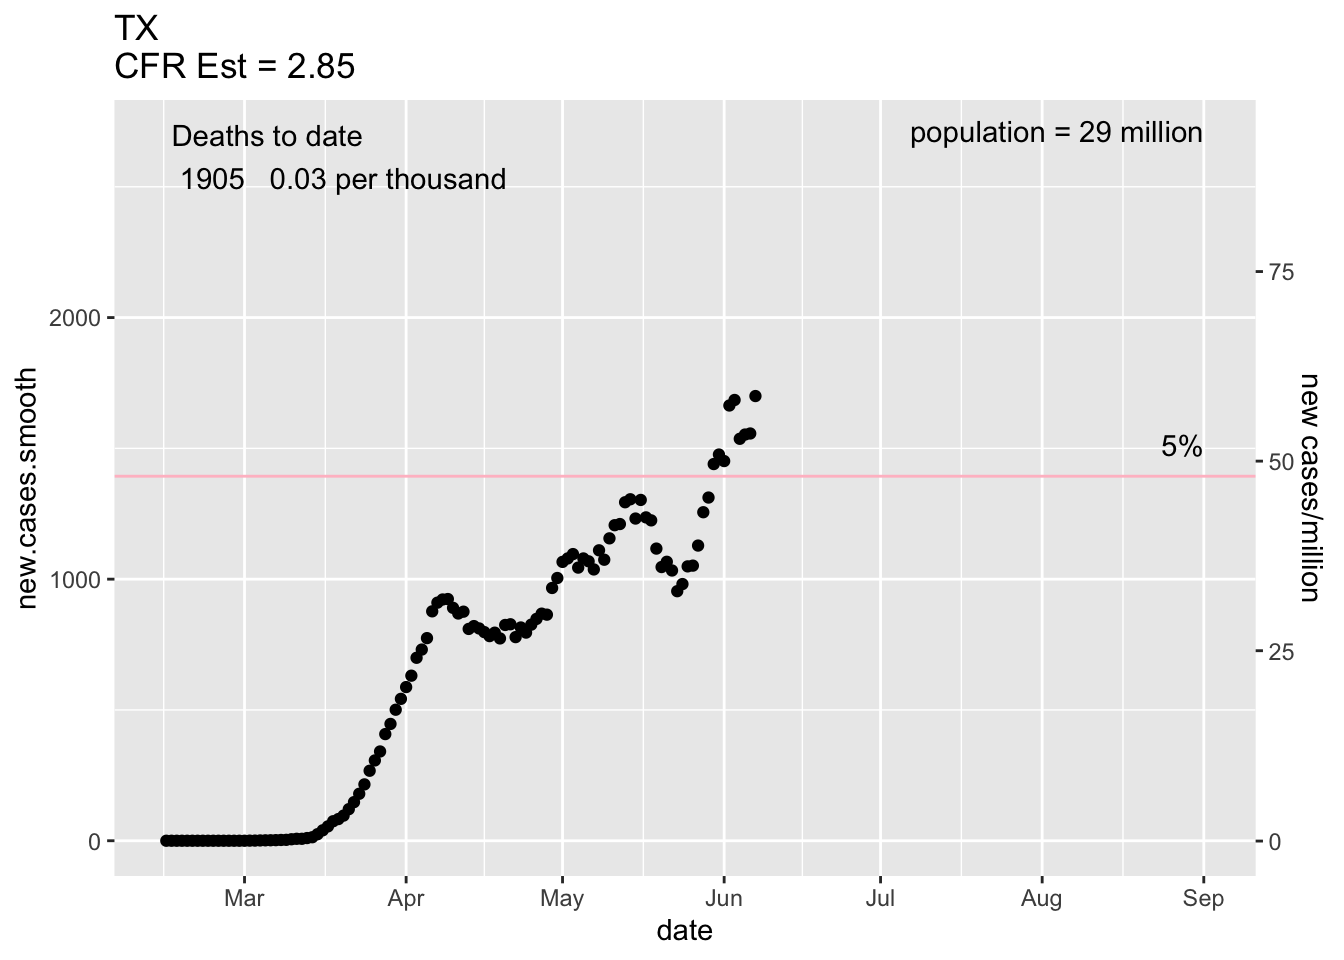 TX
CFR Est = 2.85
Deaths to date
1905 0.03 per thousand
population = 29 million
5%
new.cases.smooth
2000
1000
0
75
50
25
0
new cases/million
Mar Apr May Jun Jul Aug Sep
date